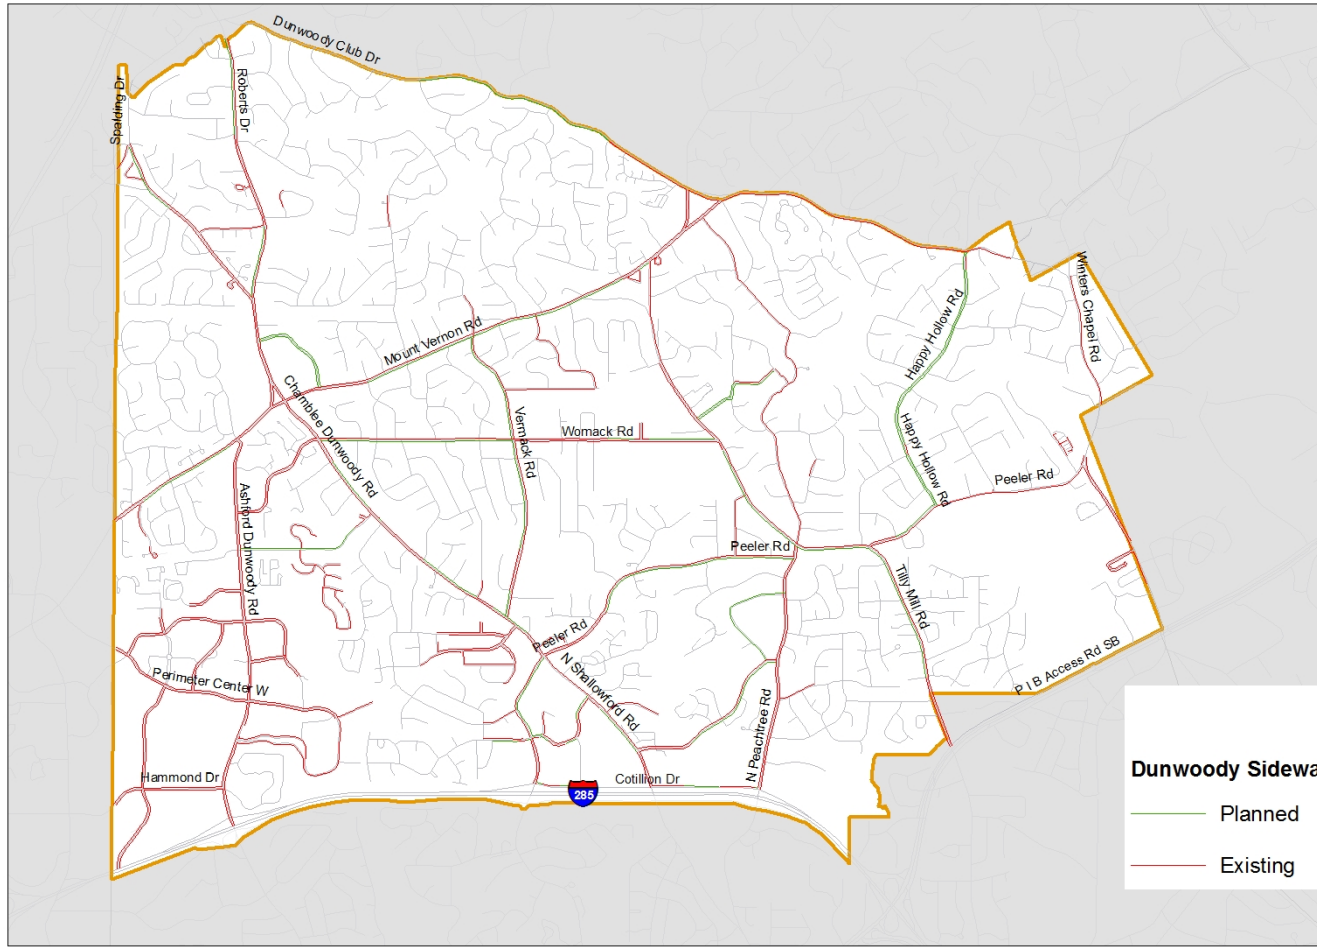 Dunwoody Club Dr
Spalding Dr
Roberts Dr
Winters Chapel Rd
Happy Hollow Rd
Mount Vernon Rd
Chamblee Dunwoody Rd
Vermack Rd
Womack Rd
Happy Hollow Rd
Peeler Rd
Ashford Dunwoody Rd
Peeler Rd
Tilly Mill Rd
Peeler Rd
N Shallowford Rd
P I B Access Rd SB
Perimeter Center W
N Peachtree Rd
Hammond Dr
Cotillion Dr
285
Dunwoody Sidewa
Planned
Existing